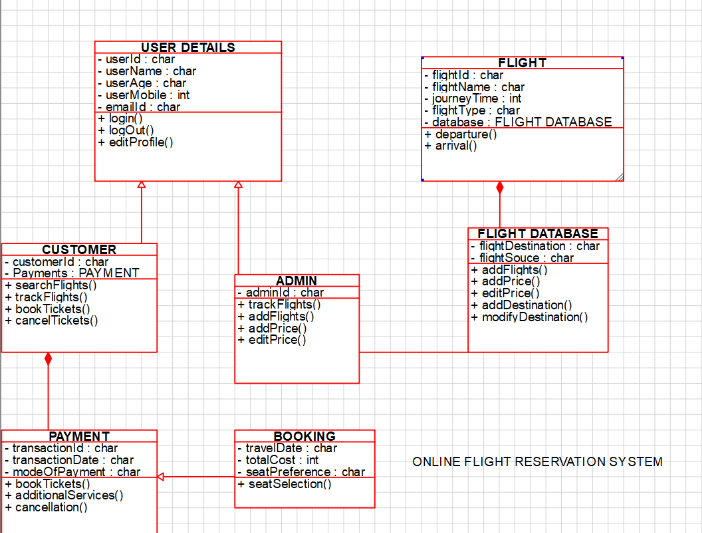 USER DETAILS
- userId : char
- userName : char
- userAge : char
- userMobile : int
- emailId : char
+ login()
+ logOut()
+ editProfile()
FLIGHT
- flightId : char
- flightName : char
- journeyTime : int
- flightType : char
- database : FLIGHT DATABASE
+ departure()
+ arrival()
CUSTOMER
- customerId : char
- Payments : PAYMENT
+ searchFlights()
+ trackFlights()
+ bookTickets()
+ cancelTickets()
ADMIN
- adminId : char
+ trackFlights()
+ addFlights()
+ addPrice()
+ editPrice()
FLIGHT DATABASE
- flightDestination : char
- flightSouce : char
+ addFlights()
+ addPrice()
+ editPrice()
+ addDestination()
+ modifyDestination()
PAYMENT
- transactionId : char
- transactionDate : char
- modeOfPayment : char
+ bookTickets()
+ additionalServices()
+ cancellation()
BOOKING
- travelDate : char
- totalCost : int
- seatPreference : char
+ seatSelection()
ONLINE FLIGHT RESERVATION SYSTEM